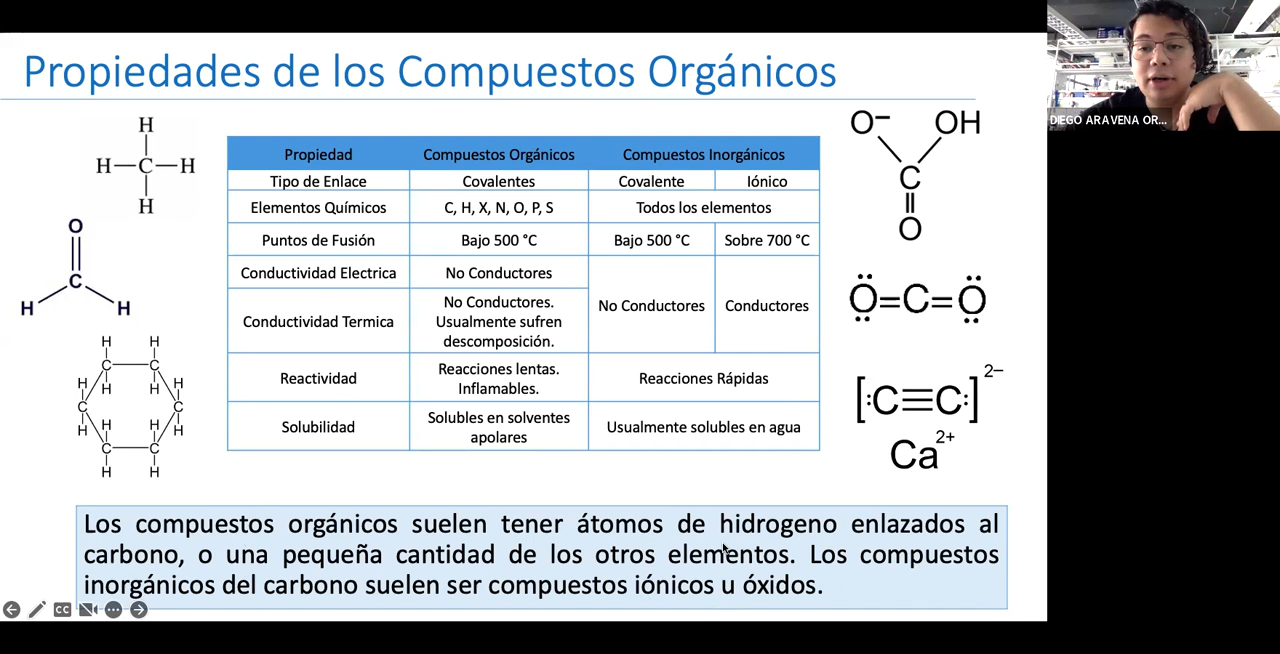 Propiedades de los Compuestos Orgánicos
DIEGO ARAVENA OR...
H
H—C—H
H
O
C
H H
H H
C C
H H H H
C C
H H H H
C C
H H
Propiedad Compuestos Orgánicos Compuestos Inorgánicos
Tipo de Enlace Covalentes Covalente Iónico
Elementos Químicos C, H, X, N, O, P, S Todos los elementos
Puntos de Fusión Bajo 500 °C Bajo 500 °C Sobre 700 °C
Conductividad Electrica No Conductores
No Conductores Conductores
Conductividad Termica No Conductores.
Usualmente sufren
descomposición.
Reactividad Reacciones lentas.
Inflamables.
Reacciones Rápidas
Solubilidad Solubles en solventes
apolares
Usualmente solubles en agua
O− OH
C
O
O=C=O
[:C≡C:]2−
Ca2+
Los compuestos orgánicos suelen tener átomos de hidrogeno enlazados al
carbono, o una pequeña cantidad de los otros elementos. Los compuestos
inorgánicos del carbono suelen ser compuestos iónicos u óxidos.
CC